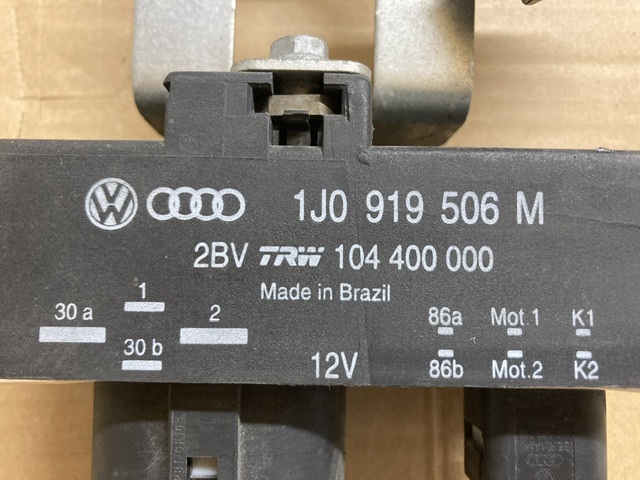 1J0 919 506 M
2BV TRW 104 400 000
Made in Brazil
30 a 1 2
30 b
12V
86a Mot.1 K1
86b Mot.2 K2